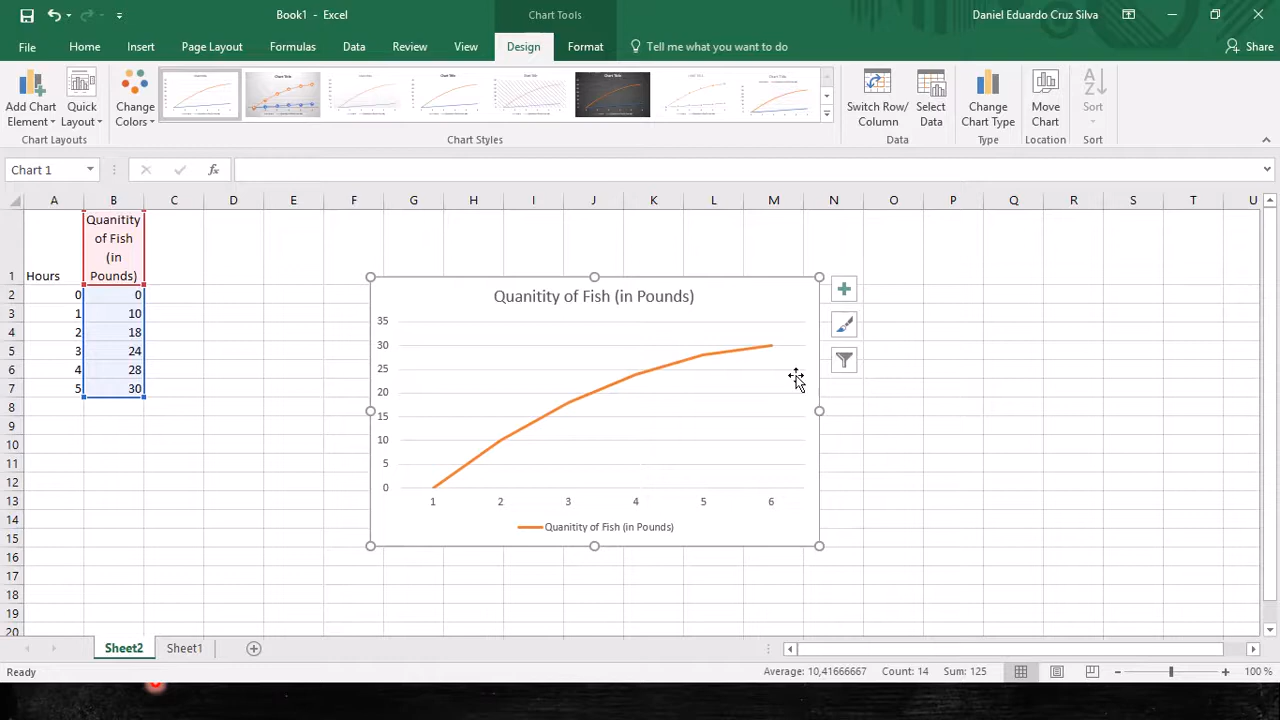 Book1 - Excel
Chart Tools
Daniel Eduardo Cruz Silva
File
Home
Insert
Page Layout
Formulas
Data
Review
View
Design
Format
Tell me what you want to do
Share
Add Chart
Element
Quick
Layout
Change
Colors
Switch Row/
Column
Select
Data
Change
Chart Type
Move
Chart
Sort
Chart Layouts
Chart Styles
Data
Type
Location
Sort
Chart 1
fx
A B C D E F G H I J K L M N O P Q R S T U
Quanitity
of Fish
(in
1 Hours Pounds)
2 0 0
3 1 10
4 2 18
5 3 24
6 4 28
7 5 30
8
9
10
11
12
13
14
15
16
17
18
19
20
Quanitity of Fish (in Pounds)
35
30
25
20
15
10
5
0
1 2 3 4 5 6
Quanitity of Fish (in Pounds)
Sheet2
Sheet1
Ready
Average: 10,41666667
Count: 14
Sum: 125
100 %